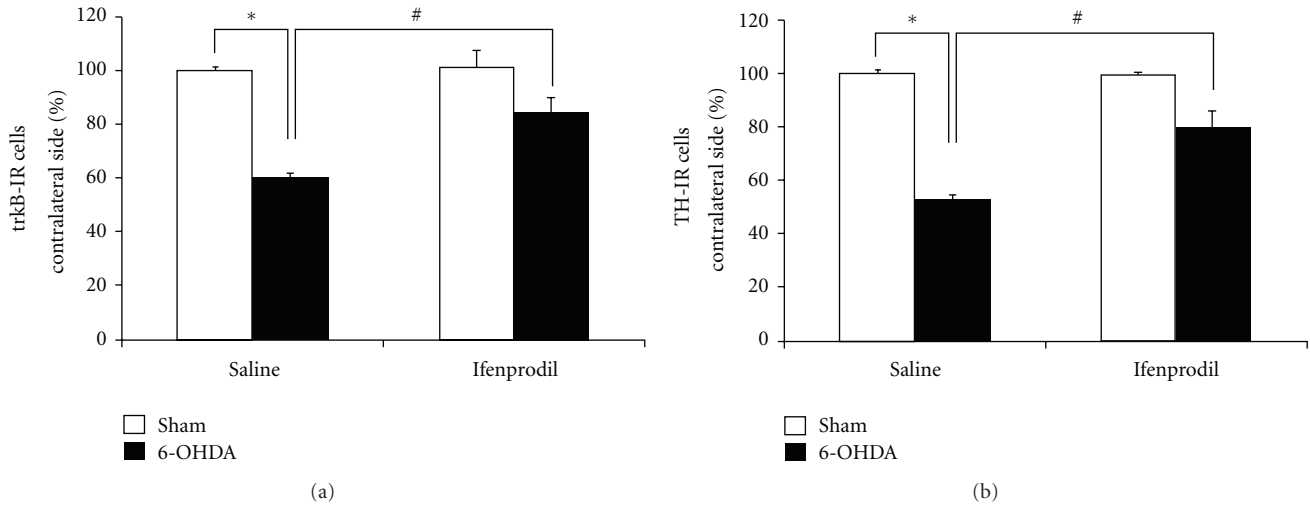 120
100
80
60
40
20
0
trkB-IR cells
contralateral side (%)
*
#
Saline
Ifenprodil
Sham
6-OHDA
(a)
120
100
80
60
40
20
0
TH-IR cells
contralateral side (%)
*
#
Saline
Ifenprodil
Sham
6-OHDA
(b)